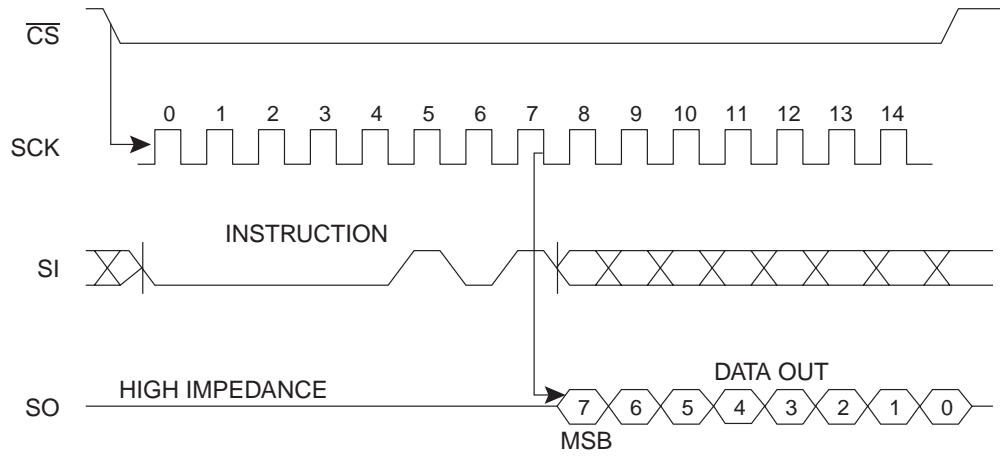 CS
0 1 2 3 4 5 6 7 8 9 10 11 12 13 14
SCK
INSTRUCTION
SI
DATA OUT
HIGH IMPEDANCE
SO
7 6 5 4 3 2 1 0
MSB